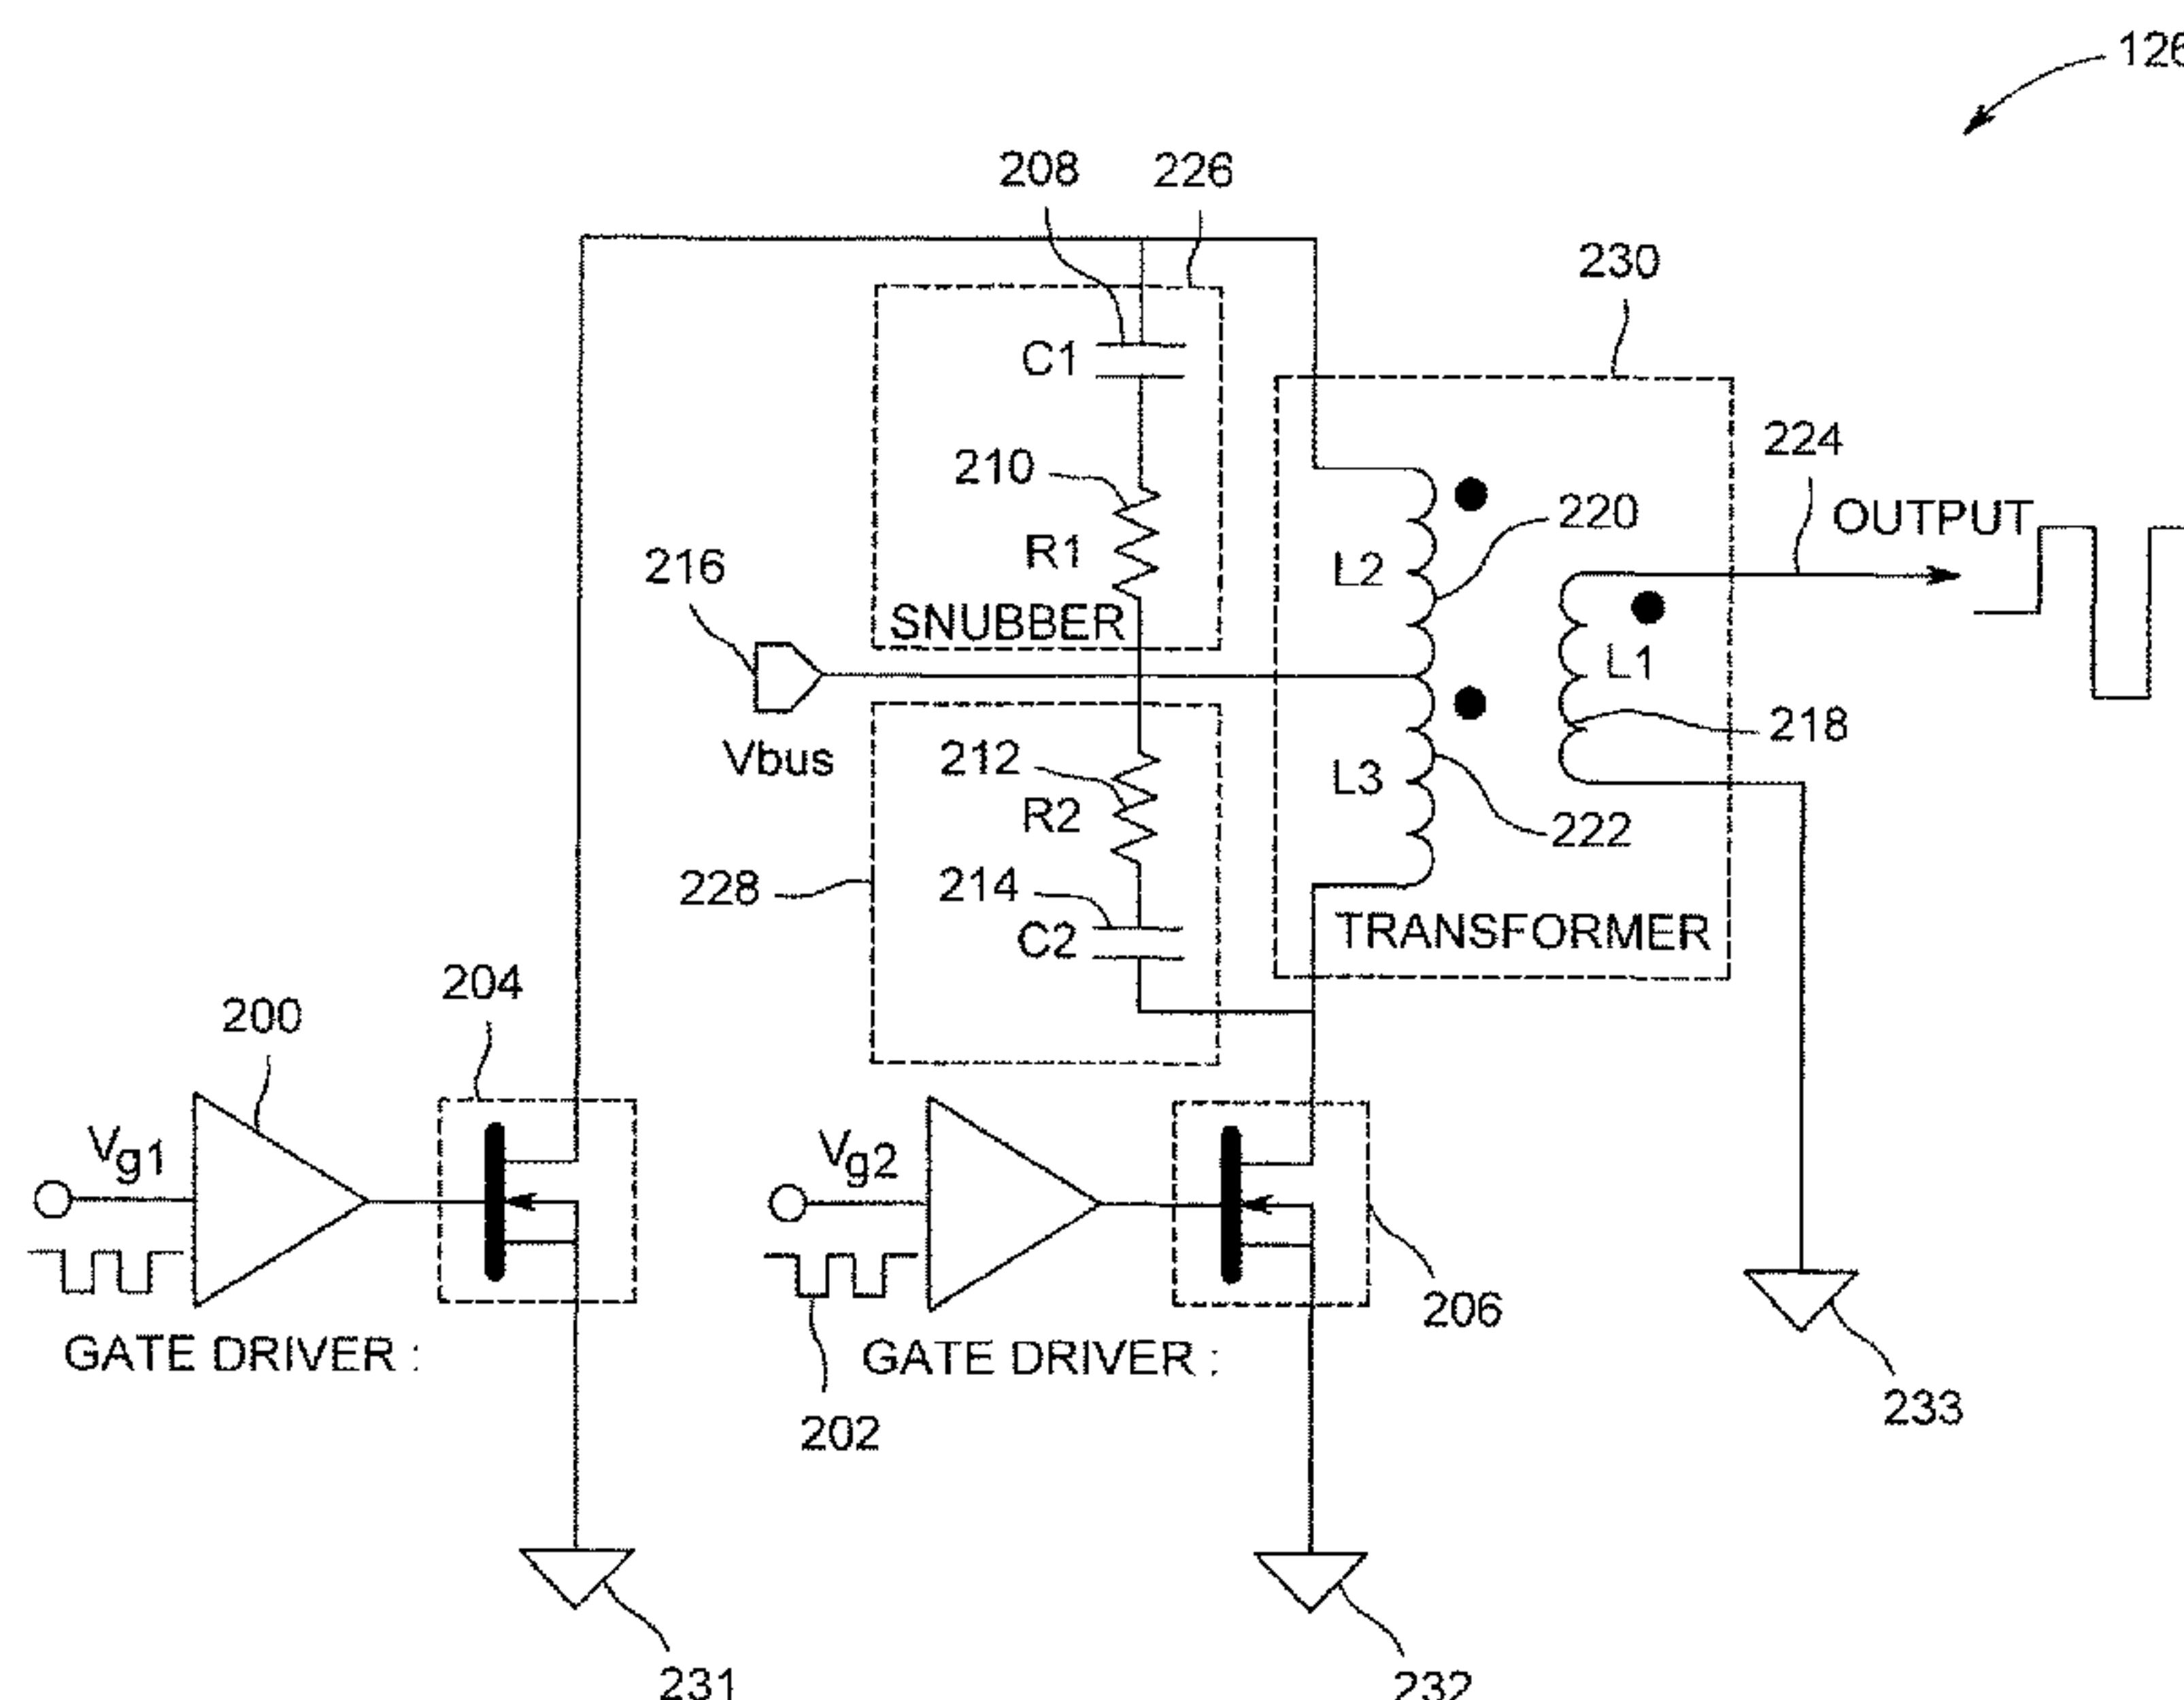 126
208
226
230
C1
224
210
220
OUTPUT
R1
L2
216
SNUBBER
L1
218
Vbus
212
L3
R2
222
228
214
C2
TRANSFORMER
204
200
Vg1
Vg2
206
GATE DRIVER :
GATE DRIVER :
202
233
231
232